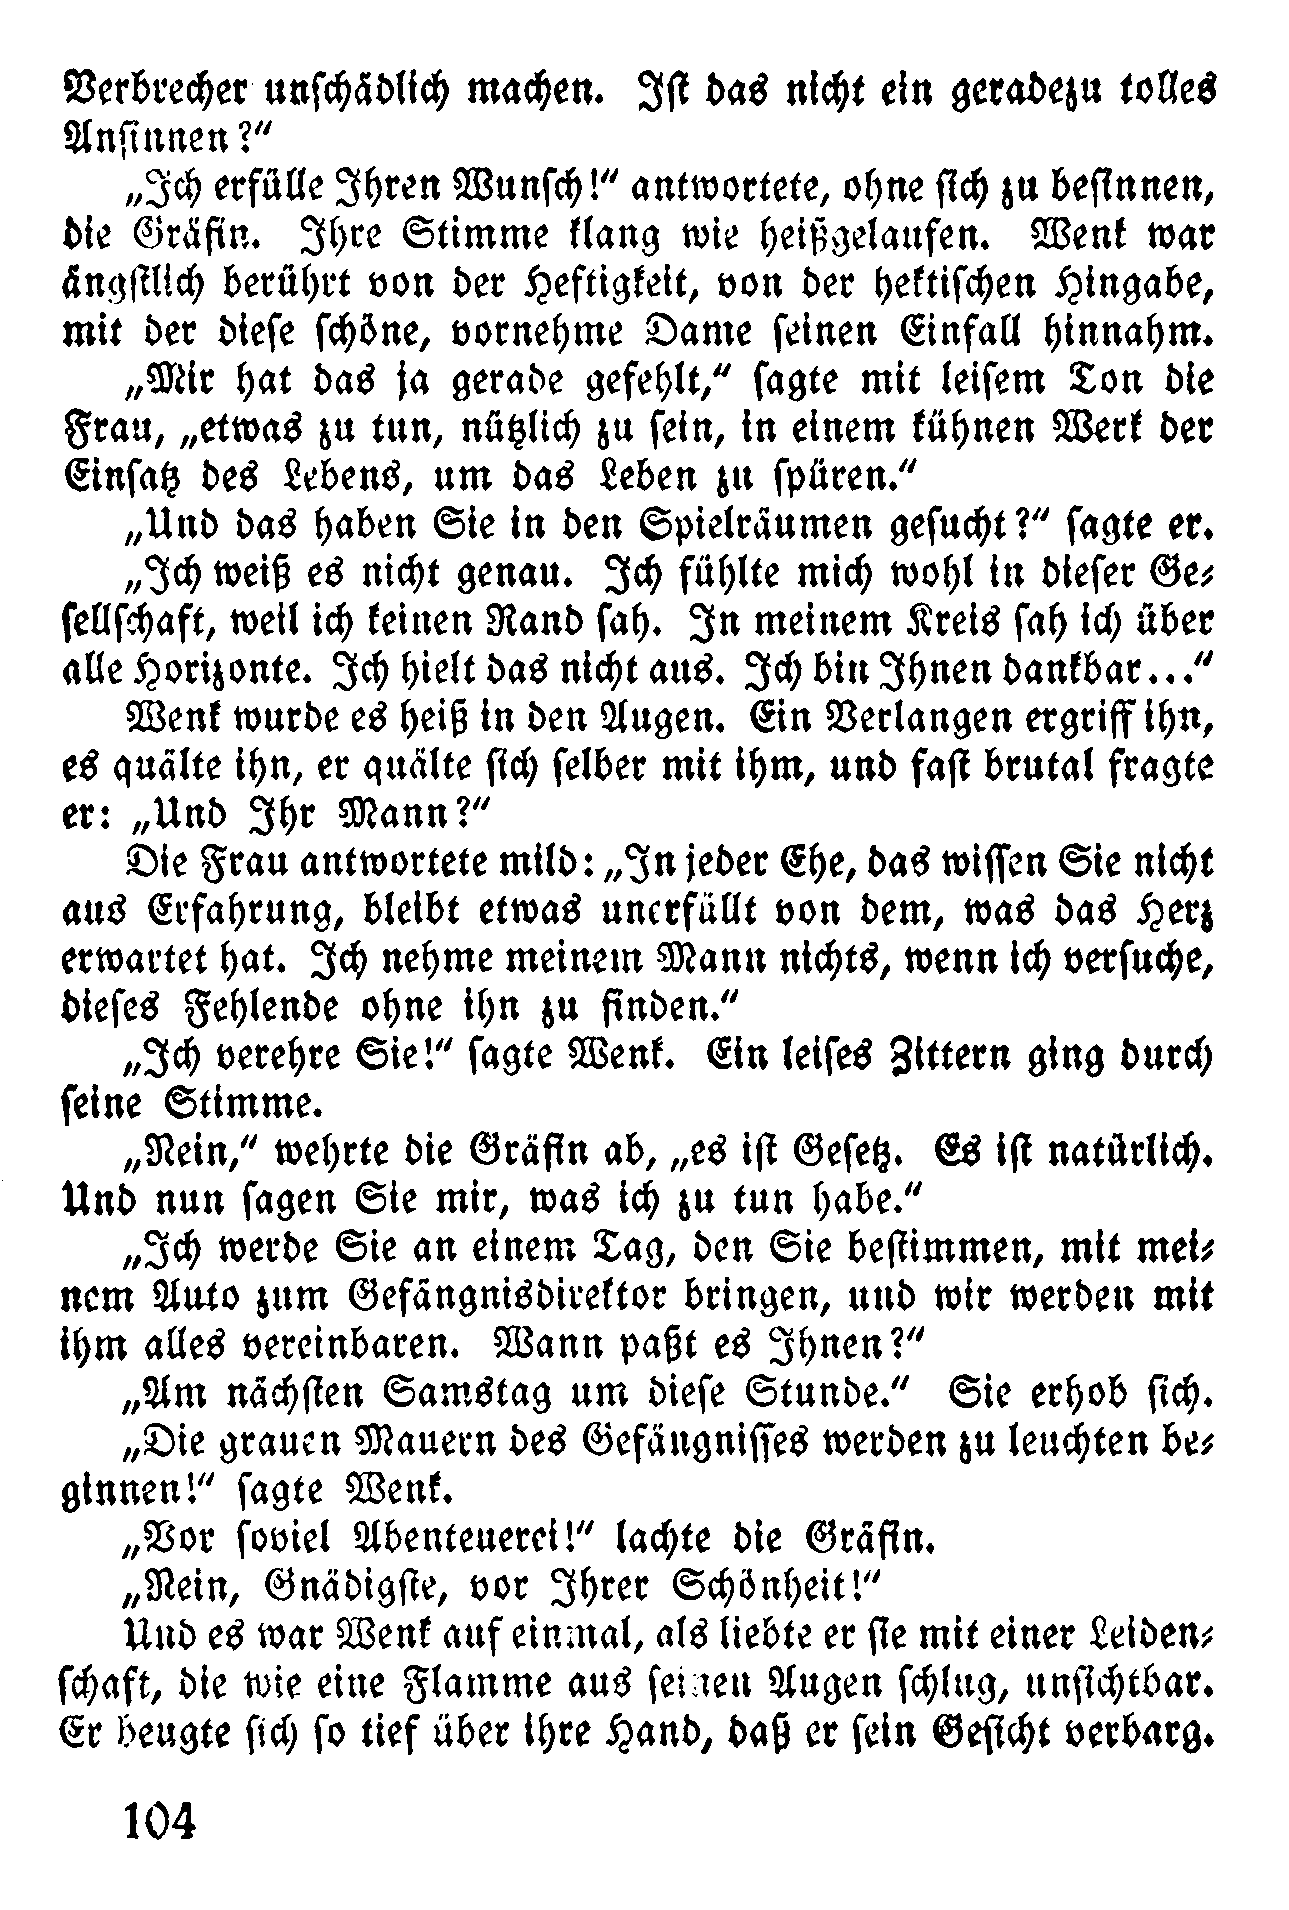 Verbrecher unschädlich machen. Ist das nicht ein geradezu tolles
Ansinnen?“
„Ich erfülle Ihren Wunsch!“ antwortete, ohne sich zu besinnen,
die Gräfin. Ihre Stimme klang wie heißgelaufen. Wenk war
ängstlich berührt von der Heftigkeit, von der hektischen Hingabe,
mit der diese schöne, vornehme Dame seinen Einfall hinnahm.
„Mir hat das ja gerade gefehlt,“ sagte mit leisem Ton die
Frau, „etwas zu tun, nützlich zu sein, in einem kühnen Werk der
Einsatz des Lebens, um das Leben zu spüren.“
„Und das haben Sie in den Spielräumen gesucht?“ sagte er.
„Ich weiß es nicht genau. Ich fühlte mich wohl in dieser Ge-
sellschaft, weil ich keinen Rand sah. In meinem Kreis sah ich über
alle Horizonte. Ich hielt das nicht aus. Ich bin Ihnen dankbar...“
Wenk wurde es heiß in den Augen. Ein Verlangen ergriff ihn,
es quälte ihn, er quälte sich selber mit ihm, und fast brutal fragte
er: „Und Ihr Mann?“
Die Frau antwortete mild: „In jeder Ehe, das wissen Sie nicht
aus Erfahrung, bleibt etwas unerfüllt von dem, was das Herz
erwartet hat. Ich nehme meinem Mann nichts, wenn ich versuche,
dieses Fehlende ohne ihn zu finden.“
„Ich verehre Sie!“ sagte Wenk. Ein leises Zittern ging durch
seine Stimme.
„Nein,“ wehrte die Gräfin ab, „es ist Gesetz. Es ist natürlich.
Und nun sagen Sie mir, was ich zu tun habe.“
„Ich werde Sie an einem Tag, den Sie bestimmen, mit mei-
nem Auto zum Gefängnisdirektor bringen, und wir werden mit
ihm alles vereinbaren. Wann paßt es Ihnen?“
„Am nächsten Samstag um diese Stunde.“ Sie erhob sich.
„Die grauen Mauern des Gefängnisses werden zu leuchten be-
ginnen!“ sagte Wenk.
„Vor soviel Abenteuerei!“ lachte die Gräfin.
„Nein, Gnädigste, vor Ihrer Schönheit!“
Und es war Wenk auf einmal, als liebte er sie mit einer Leiden-
schaft, die wie eine Flamme aus seinen Augen schlug, unsichtbar.
Er beugte sich so tief über ihre Hand, daß er sein Gesicht verbarg.
104